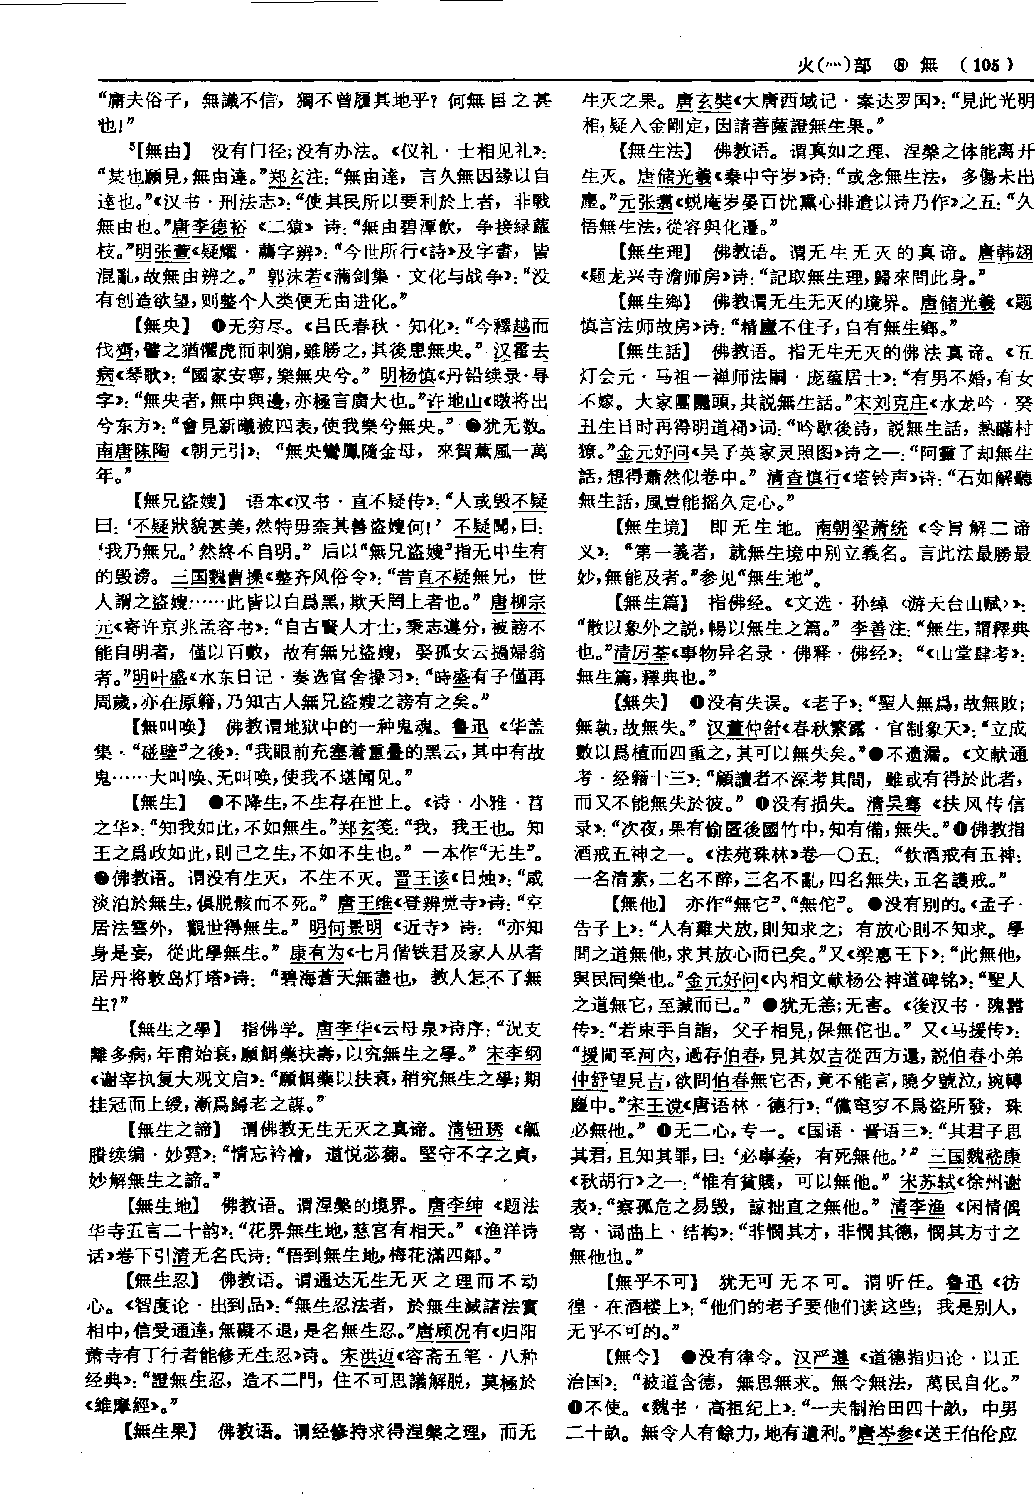 火(灬)部 ⑧ 無 (105)
“庸夫俗子，無識不信，獨不曾履其地乎？何無目之甚
也！”
⁵【無由】 没有门径；没有办法。《仪礼·士相见礼》：
“某也願見，無由達。”郑玄注：“無由達，言久無因緣以自
達也。”《汉书·刑法志》：“使其民所以要利於上者，非戰
無由也。”唐李德裕《二猿》诗：“無由碧潭飲，争接緑蘿
枝。”明张萱《疑耀·
混亂，故無由辨之。” 郭沫若《蒲剑集·文化与战争》：“没
有创造欲望，则整个人类便无由进化。”
【無央】 ❶无穷尽。《吕氏春秋·知化》：“今釋越而
伐齊，譬之猶懼虎而刺猏，雖勝之，其後患無央。” 汉霍去
病《琴歌》：“國家安寧，樂無央兮。” 明杨慎《丹铅续录·导
字》：“無央者，無中與邊，亦極言廣大也。”许地山《暾将出
兮东方》：“會見新曦被四表，使我樂兮無央。” ❷犹无数。
南唐陈陶《朝元引》：“無央鸞鳳隨金母，來賀薰風一萬
年。”
【無兄盗嫂】 语本《汉书·直不疑传》：“人或毁不疑
曰：‘不疑狀貌甚美，然特毋柰其善盗嫂何！’ 不疑聞，曰：
‘我乃無兄。’然終不自明。” 后以“無兄盗嫂”指无中生有
的毁谤。三国魏曹操《整齐风俗令》：“昔直不疑無兄，世
人謂之盗嫂……此皆以白爲黑，欺天罔上者也。” 唐柳宗
元《寄许京兆孟容书》：“自古賢人才士，秉志遵分，被謗不
能自明者，僅以百數，故有無兄盗嫂，娶孤女云撾婦翁
者。”明叶盛《水东日记·奏选官舍操习》：“時盛有子僅再
周歲，亦在原籍，乃知古人無兄盗嫂之謗有之矣。”
【無叫唤】 佛教谓地狱中的一种鬼魂。鲁迅《华盖
集·“碰壁”之後》：“我眼前充塞着重疊的黑云，其中有故
鬼……大叫唤、无叫唤，使我不堪闻见。”
【無生】 ❶不降生，不生存在世上。《诗·小雅·苕
之华》：“知我如此，不如無生。”郑玄笺：“我，我王也。知
王之爲政如此，則己之生，不如不生也。” 一本作“无生”。
❷佛教语。谓没有生灭，不生不灭。晋王该《日烛》：“咸
淡泊於無生，俱脱骸而不死。” 唐王维《登辨觉寺》诗：“空
居法雲外，觀世得無生。” 明何景明《近寺》诗：“亦知
身是妄，從此學無生。” 康有为《七月偕铁君及家人从者
居丹将敦岛灯塔》诗：“碧海蒼天無盡也，教人怎不了無
生？”
【無生之學】 指佛学。唐李华《云母泉》诗序：“況支
離多病，年甫始衰，願餌藥扶壽，以究無生之學。” 宋李纲
《谢宰执复大观文启》：“願餌藥以扶衰，稍究無生之學；期
挂冠而上綬，漸爲歸老之謀。”
【無生之諦】 谓佛教无生无灭之真谛。清钮琇《觚
賸续编·妙霓》：“情忘衿襘，道悦苾蒭。堅守不字之貞，
妙解無生之諦。”
【無生地】 佛教语。谓涅槃的境界。唐李绅《题法
华寺五言二十韵》：“花界無生地，慈宫有相天。”《渔洋诗
话》卷下引清无名氏诗：“悟到無生地，梅花滿四鄰。”
【無生忍】 佛教语。谓通达无生无灭之理而不动
心。《智度论·出到品》：“無生忍法者，於無生滅諸法實
相中，信受通達，無礙不退，是名無生忍。”唐顾况有《归阳
萧寺有丁行者能修无生忍》诗。宋洪迈《容斋五笔·八种
经典》：“證無生忍，造不二門，住不可思議解脱，莫極於
《維摩經》。”
【無生果】 佛教语。谓经修持求得涅槃之理，而无
生灭之果。唐玄奘《大唐西域记·案达罗国》：“見此光明
相，疑入金剛定，因請菩薩證無生果。”
【無生法】 佛教语。谓真如之理、涅槃之体能离开
生灭。唐储光羲《秦中守岁》诗：“或念無生法，多傷未出
塵。”元张翥《蜕庵岁晏百忧熏心排遣以诗乃作》之五：“久
悟無生法，從容與化遷。”
【無生理】 佛教语。谓无生无灭的真谛。唐韩翃
《题龙兴寺澹师房》诗：“記取無生理，歸來問此身。”
【無生鄉】 佛教谓无生无灭的境界。唐储光羲《题
慎言法师故房》诗：“精廬不住子，自有無生鄉。”
【無生話】 佛教语。指无生无灭的佛法真谛。《五
灯会元·马祖一禅师法嗣·庞蕴居士》：“有男不婚，有女
不嫁。大家團圞頭，共説無生話。”宋刘克庄《水龙吟·癸
丑生日时再得明道祠》词：“吟歇後詩，説無生話，熱瞞村
獠。”金元好问《吴子英家灵照图》诗之一：“阿靈了却無生
話，想得蕭然似卷中。” 清查慎行《塔铃声》诗：“石如解聽
無生話，風豈能摇久定心。”
【無生境】 即无生地。南朝梁萧统《令旨解二谛
义》：“第一義者，就無生境中別立義名。言此法最勝最
妙，無能及者。”参见“無生地”。
【無生篇】 指佛经。《文选·孙绰〈游天台山赋〉》：
“散以象外之説，暢以無生之篇。” 李善注：“無生，謂釋典
也。”清厉荃《事物异名录·佛释·佛经》：“《山堂肆考》：
無生篇，釋典也。”
【無失】 ❶没有失误。《老子》：“聖人無爲，故無敗；
無執，故無失。” 汉董仲舒《春秋繁露·官制象天》：“立成
數以爲植而四重之，其可以無失矣。”❷不遗漏。《文献通
考·经籍十三》：“顧讀者不深考其間，雖或有得於此者，
而又不能無失於彼。” ❸没有损失。清吴骞《扶风传信
录》：“次夜，果有偷匿後園竹中，知有備，無失。”❹佛教指
酒戒五神之一。《法苑珠林》卷一〇五：“飲酒戒有五神：
一名清素，二名不醉，三名不亂，四名無失，五名護戒。”
【無他】 亦作“無它”、“無佗”。 ❶没有别的。《孟子·
告子上》：“人有雞犬放，則知求之；有放心則不知求。學
問之道無他，求其放心而已矣。”又《梁惠王下》：“此無他，
與民同樂也。”金元好问《内相文献杨公神道碑铭》：“聖人
之道無它，至誠而已。” ❷犹无恙；无害。《後汉书·隗嚣
传》：“若束手自詣，父子相見，保無佗也。” 又《马援传》：
“援間至河内，過存伯春，見其奴吉從西方還，説伯春小弟
仲舒望見吉，欲問伯春無它否，竟不能言，曉夕號泣，婉轉
塵中。”宋王谠《唐语林·德行》：“儻窀穸不爲盗所發，珠
必無他。” ❸无二心，专一。《国语·晋语三》：“其君子思
其君，且知其罪，曰：‘必事秦，有死無他。’” 三国魏嵇康
《秋胡行》之一：“惟有貧賤，可以無他。” 宋苏轼《徐州谢
表》：“察孤危之易毁，諒拙直之無他。” 清李渔《闲情偶
寄·词曲上·结构》：“非憫其才，非憫其德，憫其方寸之
無他也。”
【無乎不可】 犹无可无不可。谓听任。鲁迅《彷
徨·在酒楼上》：“他们的老子要他们读这些；我是别人，
无乎不可的。”
【無令】 ❶没有律令。汉严遵《道德指归论·以正
治国》：“被道含德，無思無求。無令無法，萬民自化。”
❷不使。《魏书·高祖纪上》：“一夫制治田四十畝，中男
二十畝。無令人有餘力，地有遺利。”唐岑参《送王伯伦应